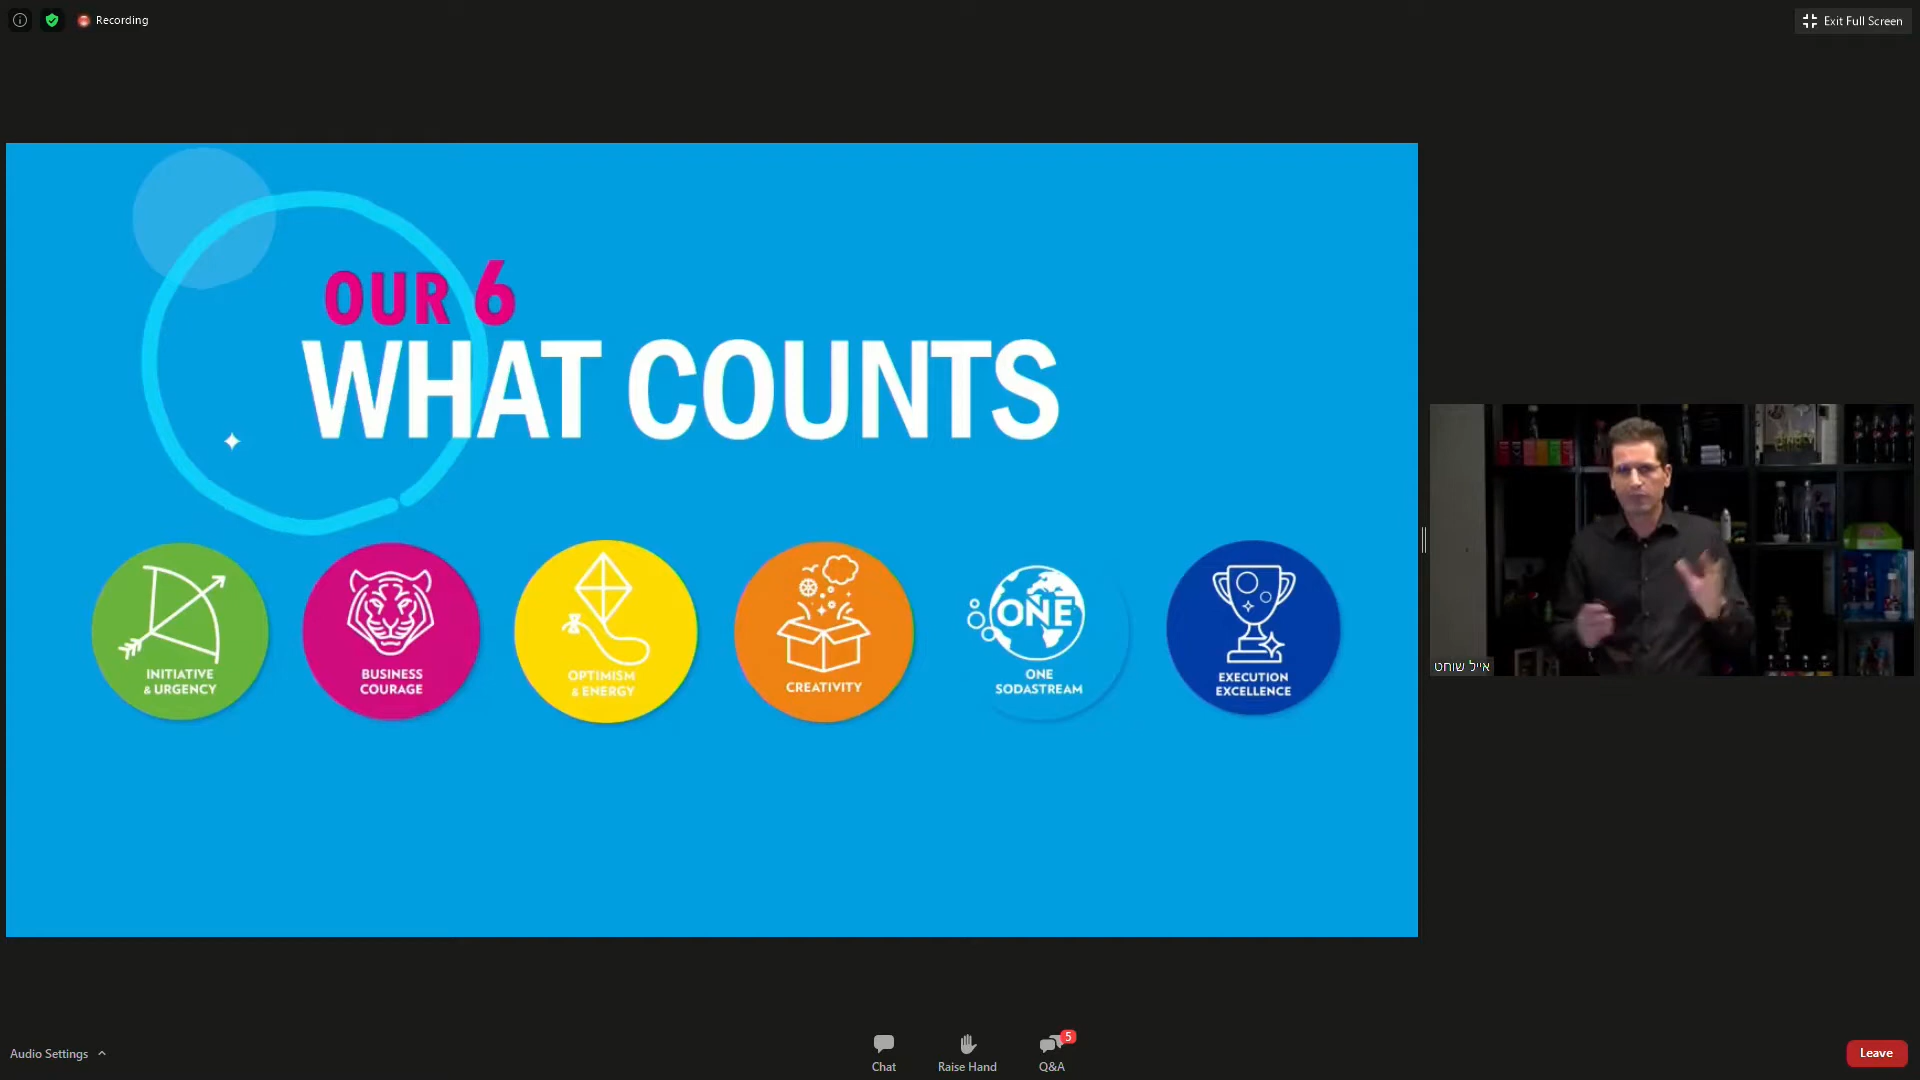 Recording
Exit Full Screen
OUR 6
WHAT COUNTS
INITIATIVE
& URGENCY
BUSINESS
COURAGE
OPTIMISM
& ENERGY
CREATIVITY
ONE
ONE
SODASTREAM
EXECUTION
EXCELLENCE
אייל שוחט
Audio Settings
Chat
Raise Hand
5
Q&A
Leave